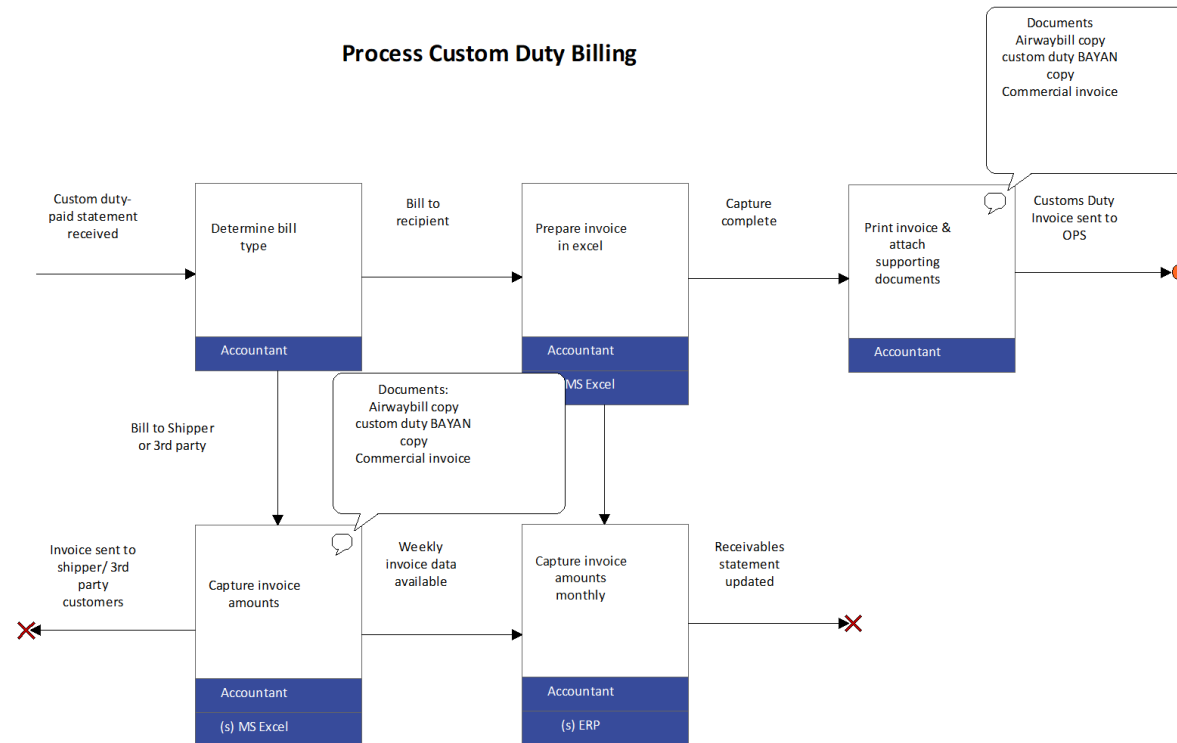 Process Custom Duty Billing
Documents
Airwaybill copy
custom duty BAYAN
copy
Commercial invoice
Custom duty-
paid statement
received
Determine bill
type
Accountant
Bill to
recipient
Prepare invoice
in excel
Accountant
MS Excel
Capture
complete
Print invoice &
attach
supporting
documents
Accountant
Customs Duty
Invoice sent to
OPS
Bill to Shipper
or 3rd party
Documents:
Airwaybill copy
custom duty BAYAN
copy
Commercial invoice
Invoice sent to
shipper/ 3rd
party
customers
Capture invoice
amounts
Accountant
(s) MS Excel
Weekly
invoice data
available
Capture invoice
amounts
monthly
Accountant
(s) ERP
Receivables
statement
updated